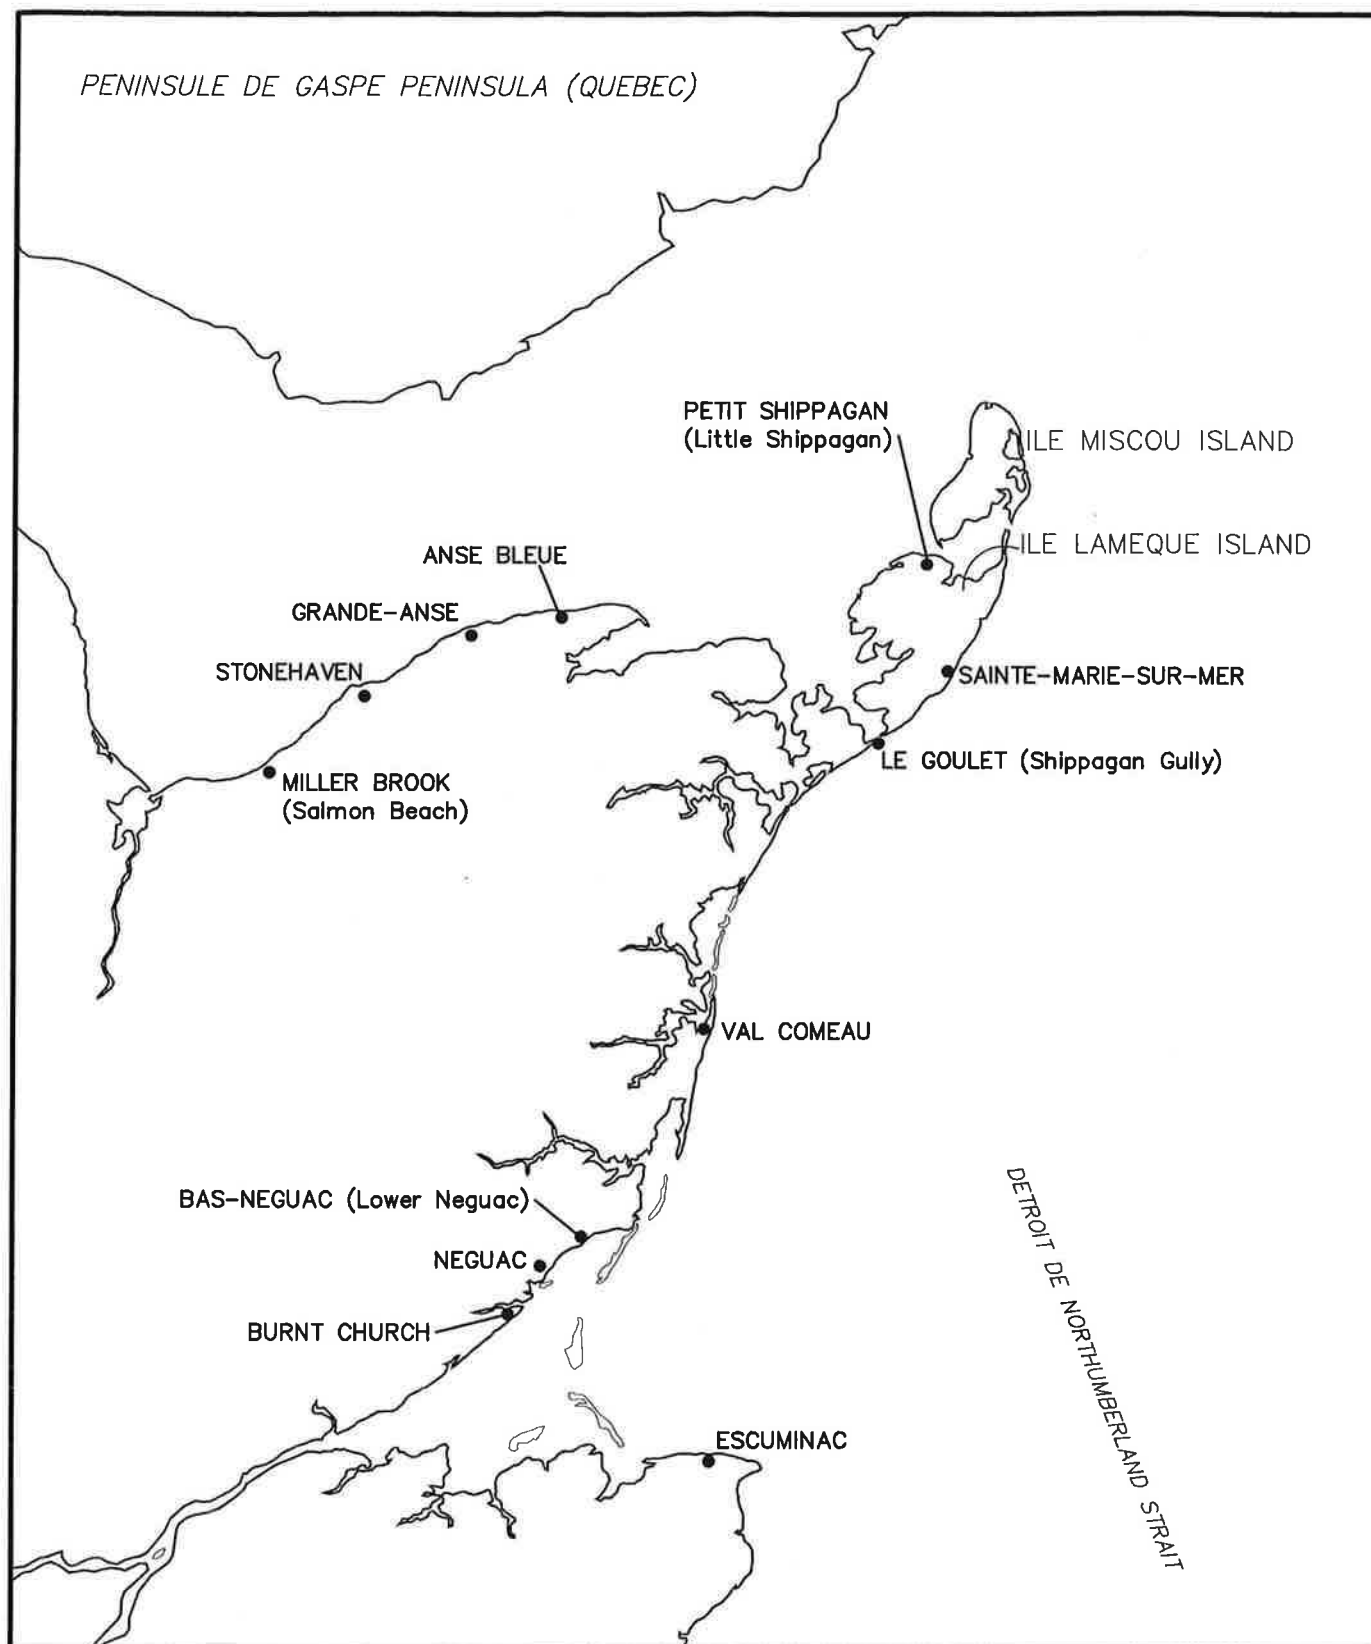 PENINSULE DE GASPE PENINSULA (QUEBEC)
PETIT SHIPPAGAN
(Little Shippagan)
ILE MISCOU ISLAND
ILE LAMEQUE ISLAND
ANSE BLEUE
GRANDE-ANSE
STONEHAVEN
SAINTE-MARIE-SUR-MER
LE GOULET (Shippagan Gully)
MILLER BROOK
(Salmon Beach)
VAL COMEAU
BAS-NEGUAC (Lower Neguac)
NEGUAC
BURNT CHURCH
ESCUMINAC
DETROIT DE NORTHUMBERLAND STRAIT